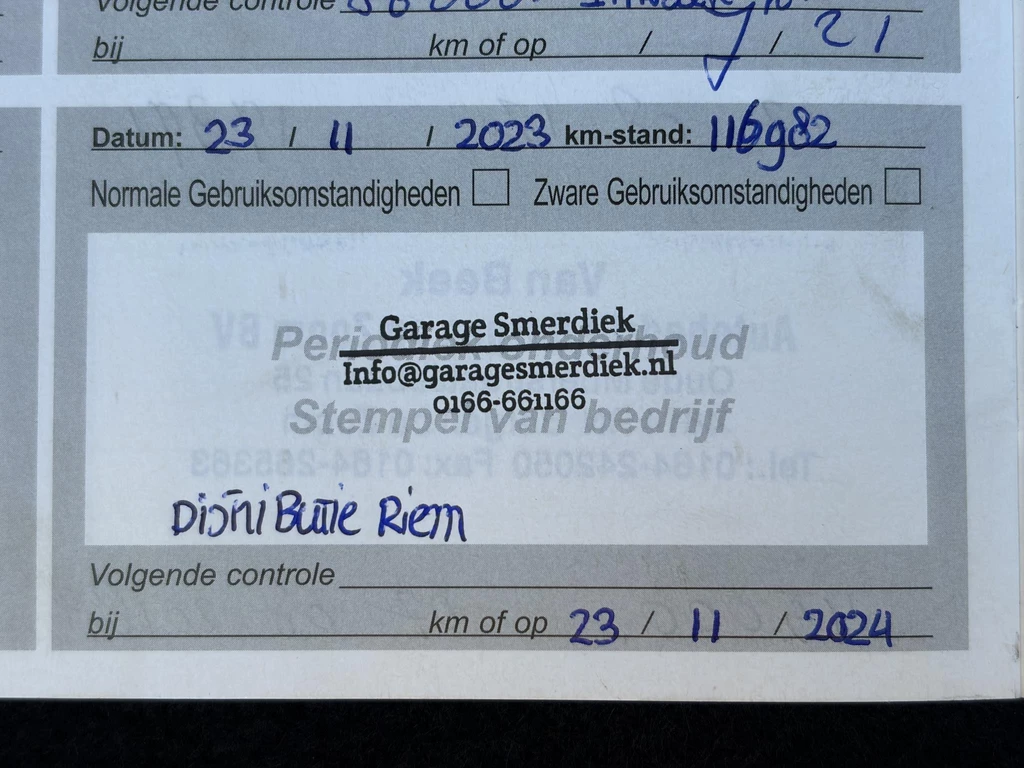 Volgende controle
bij km of op / / 21
Datum: 23 / 11 / 2023 km-stand: 116982
Normale Gebruiksomstandigheden Zware Gebruiksomstandigheden
Periodiek onderhoud
Garage Smerdiek
Info@garagesmerdiek.nl
0166-661166
Stempel van bedrijf
DistriButie Riem
Volgende controle
bij km of op 23 / 11 / 2024